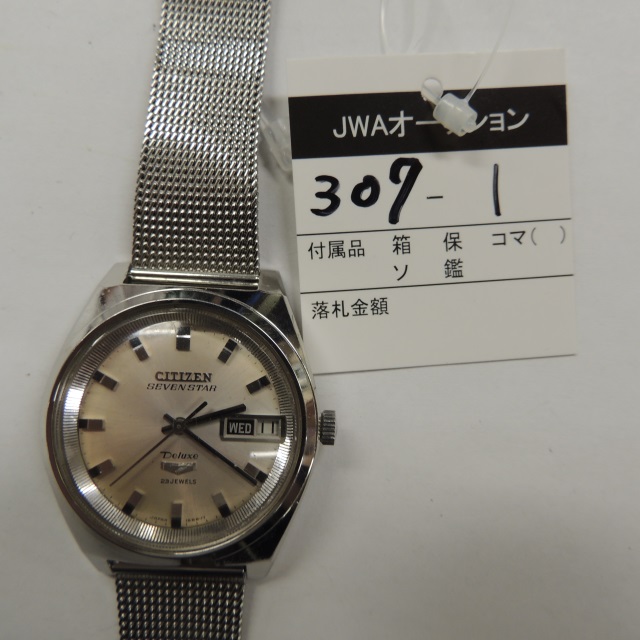 JWAオークション
307-1
付属品 箱 保 コマ( )
ソ 鑑
落札金額
CITIZEN
SEVEN STAR
WED 11
Deluxe